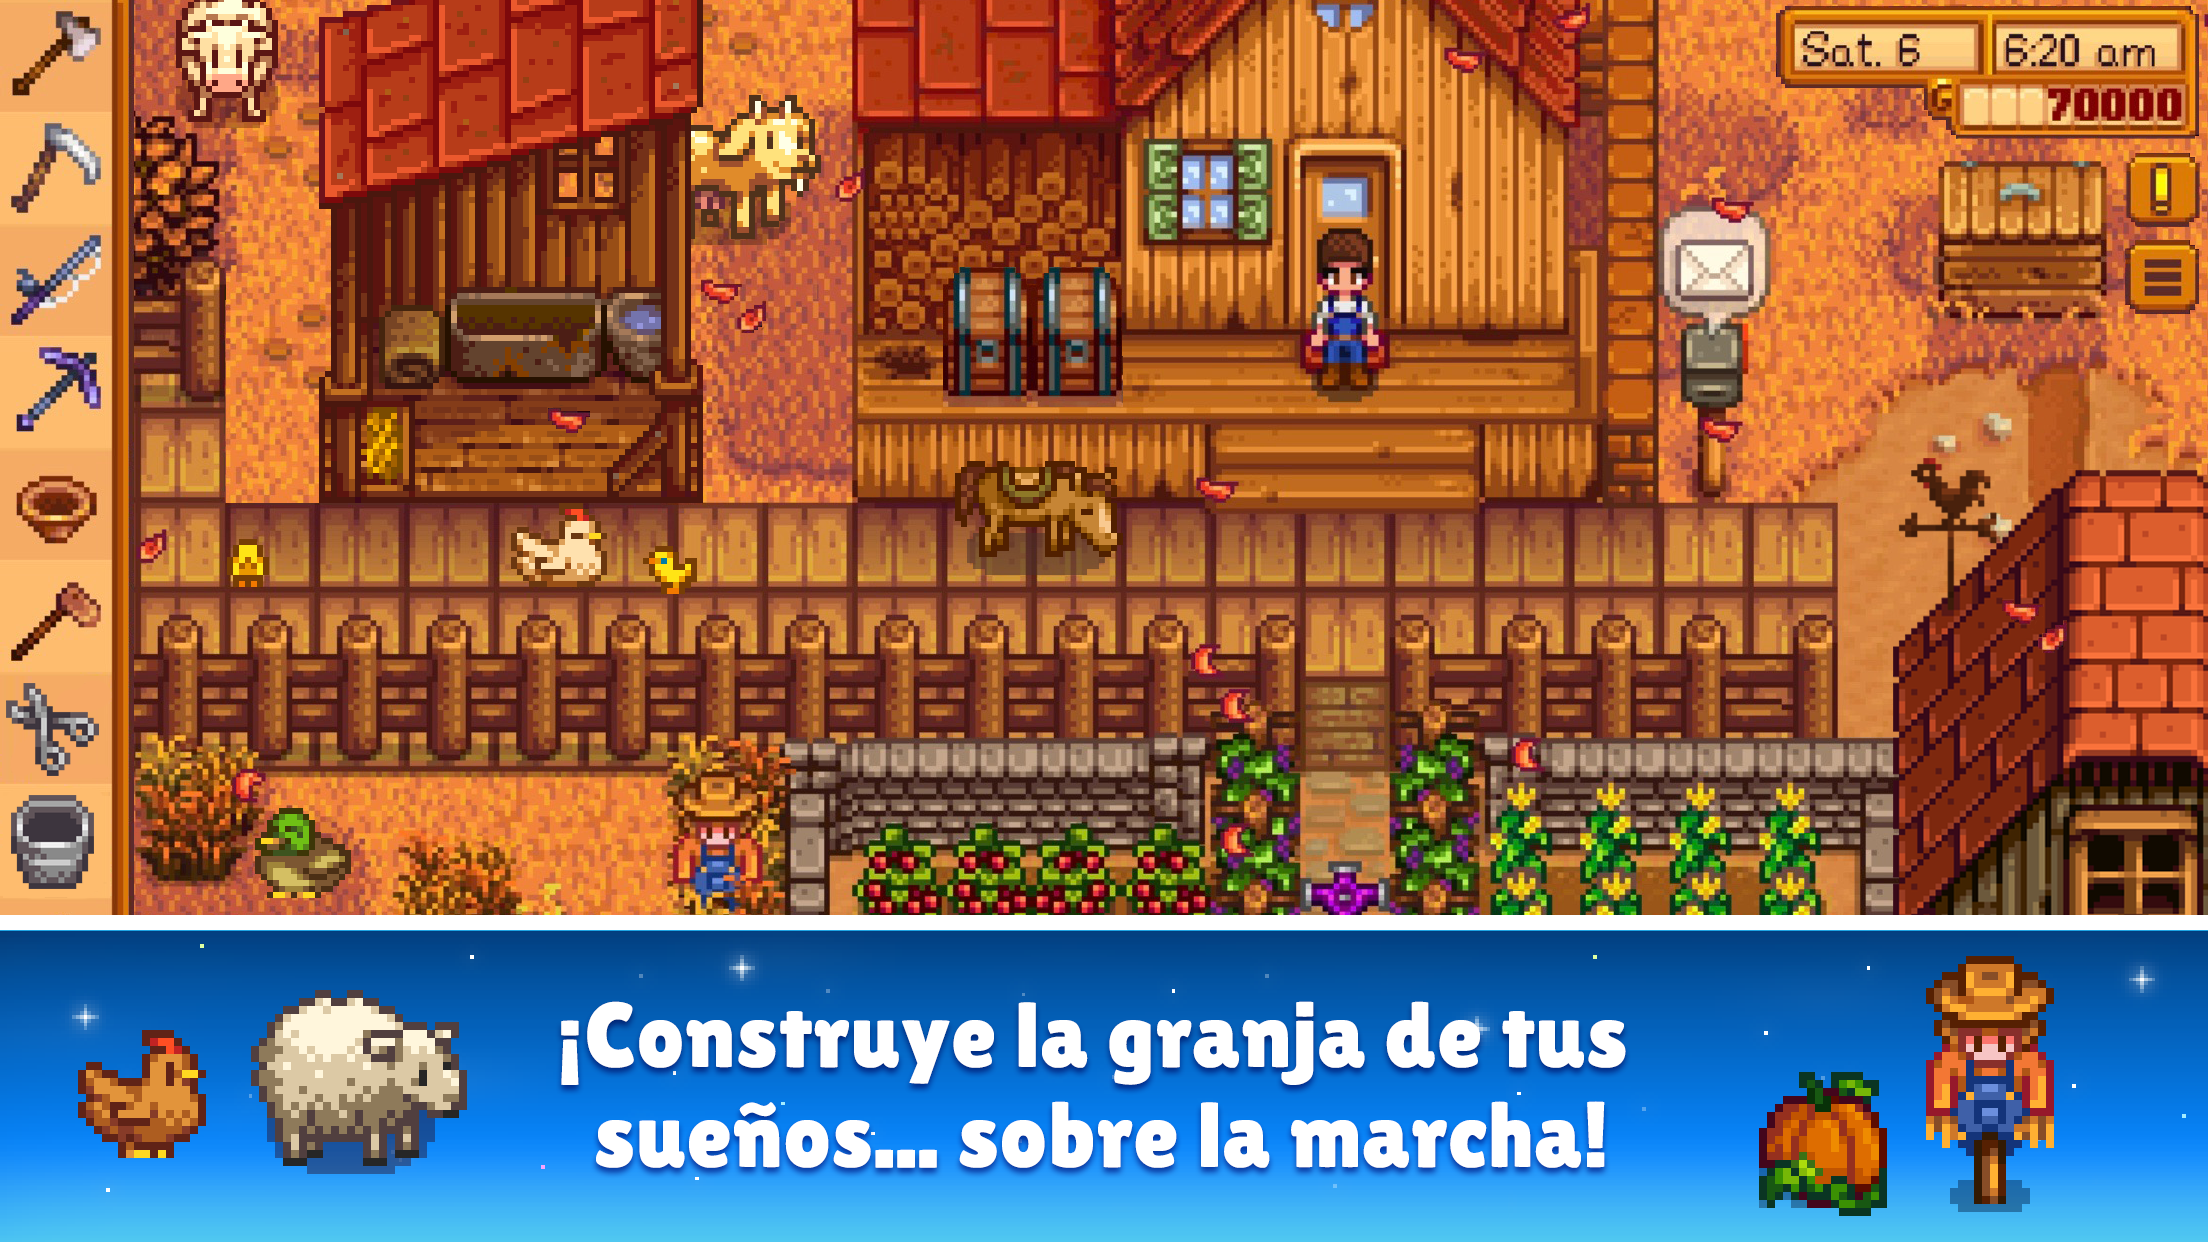 Sat. 6
6:20 am
70000
¡Construye la granja de tus
sueños... sobre la marcha!